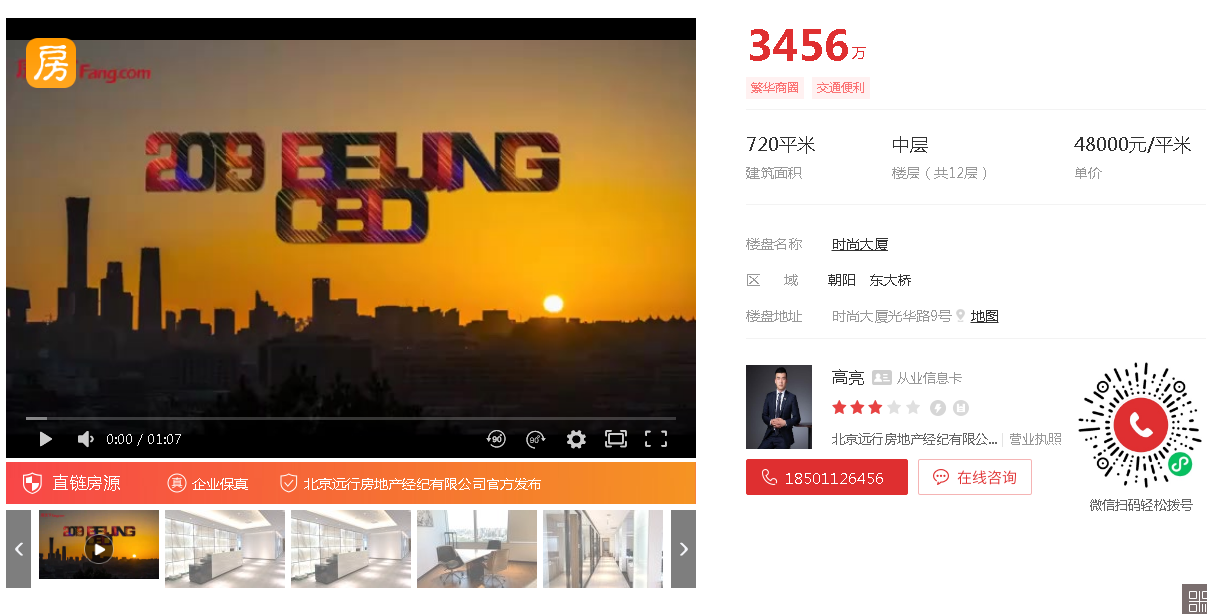 房
Fang.com
2019 BEIJING
CBD
0:00 / 01:07
90
90
直链房源
真 企业保真
北京远行房地产经纪有限公司官方发布
3456万
繁华商圈 交通便利
720平米 中层 48000元/平米
建筑面积 楼层（共12层） 单价
楼盘名称 时尚大厦
区 域 朝阳 东大桥
楼盘地址 时尚大厦光华路9号 地图
高亮 从业信息卡
北京远行房地产经纪有限公... 营业执照
18501126456 在线咨询
微信扫码轻松拨号